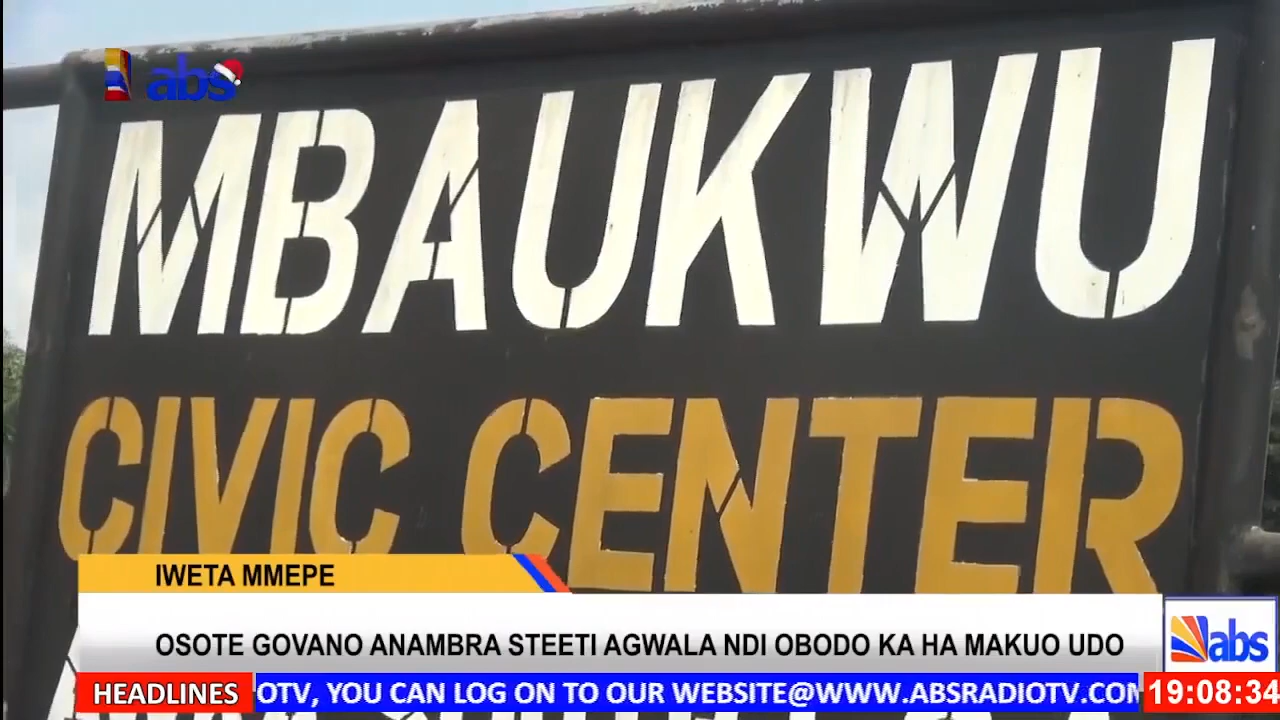 abs
MBAUKWU
CIVIC CENTER
IWETA MMEPE
OSOTE GOVANO ANAMBRA STEETI AGWALA NDI OBODO KA HA MAKUO UDO
abs
HEADLINES OTV, YOU CAN LOG ON TO OUR WEBSITE@WWW.ABSRADIOTV.COM 19:08:34